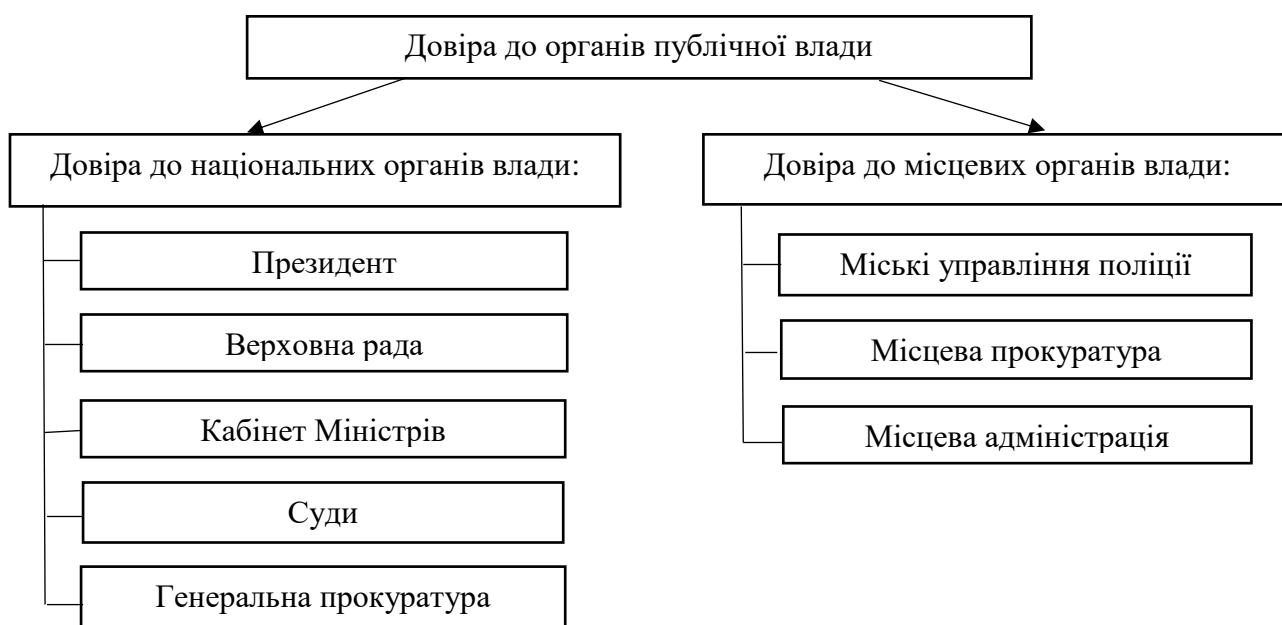 Довіра до органів публічної влади
Довіра до національних органів влади:
Президент
Верховна рада
Кабінет Міністрів
Суди
Генеральна прокуратура
Довіра до місцевих органів влади:
Міські управління поліції
Місцева прокуратура
Місцева адміністрація